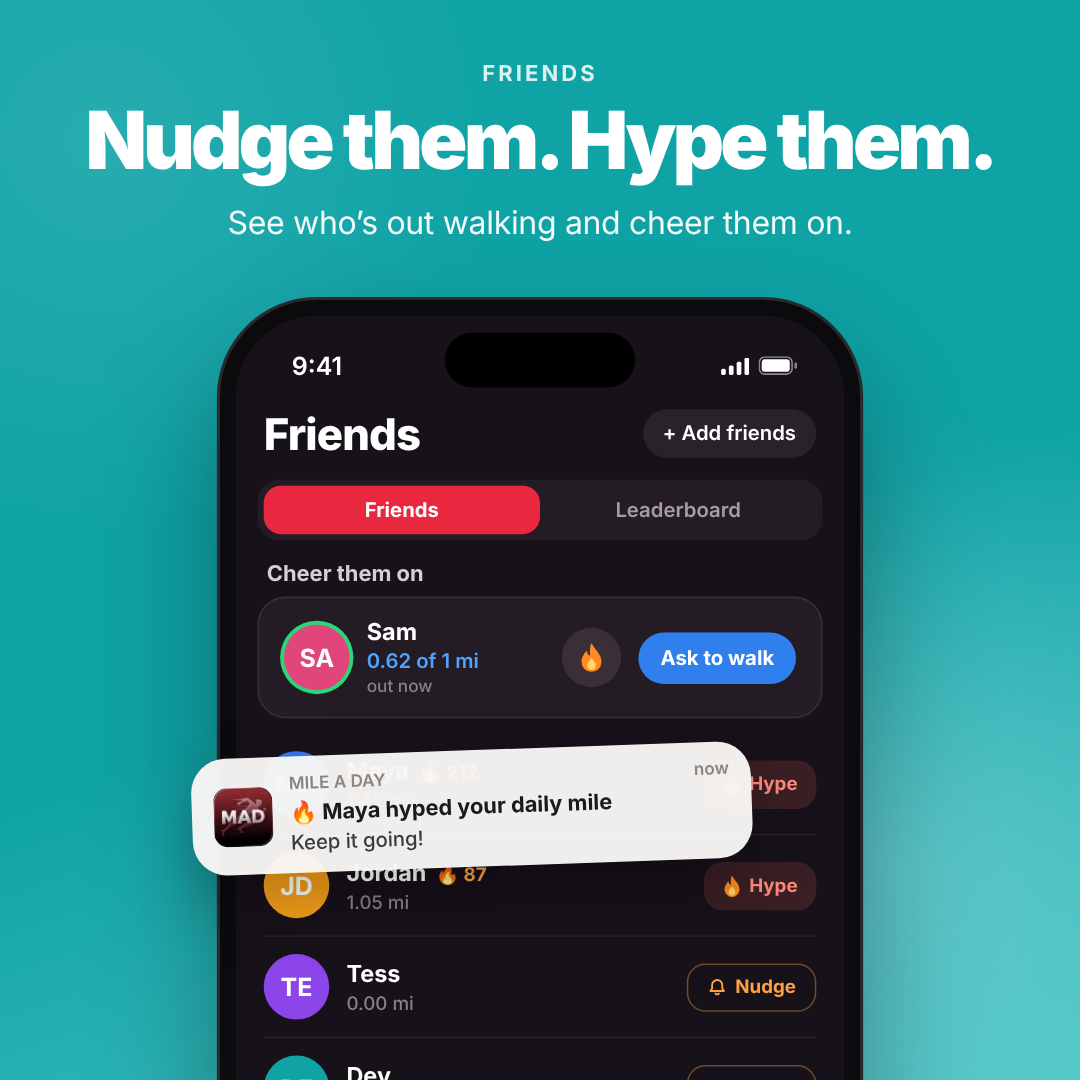 FRIENDS
Nudge them. Hype them.
See who's out walking and cheer them on.
9:41
Friends
+ Add friends
Friends
Leaderboard
Cheer them on
SA
Sam
0.62 of 1 mi
out now
🔥
Ask to walk
Maya 🔥 212
Hype
MILE A DAY
now
MAD
🔥 Maya hyped your daily mile
Keep it going!
JD
Jordan 🔥 87
1.05 mi
🔥 Hype
TE
Tess
0.00 mi
Nudge
Dev